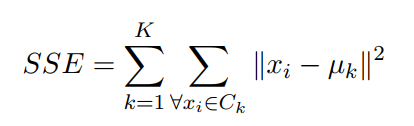 $SSE = \sum_{k=1}^{K} \sum_{\forall x_i \in C_k} \|x_i - \mu_k\|^2$